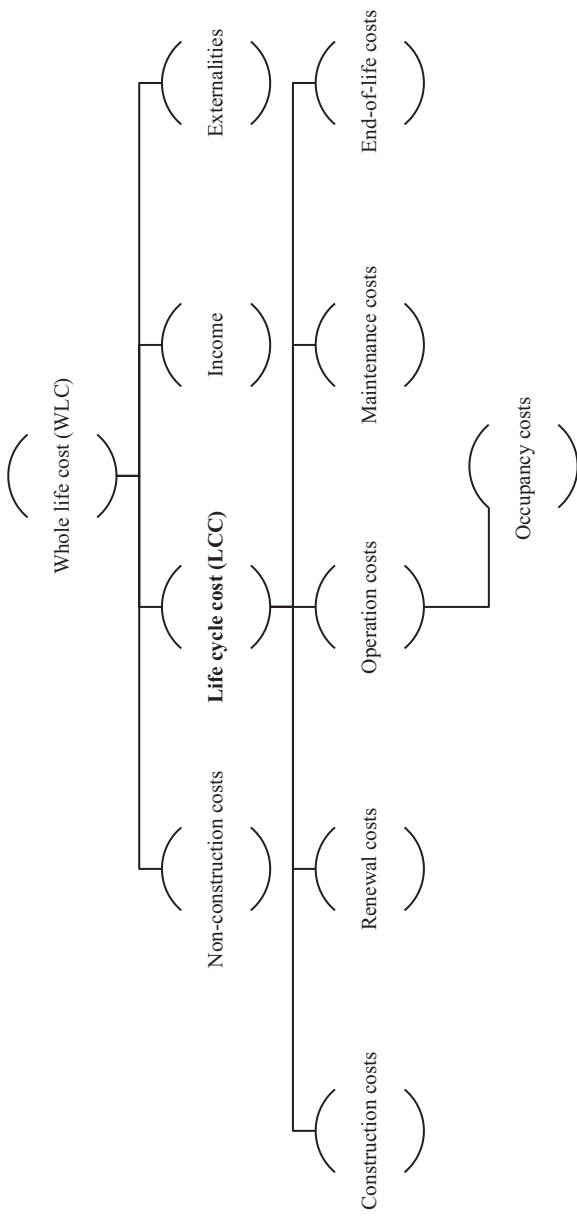 Whole life cost (WLC)
Non-construction costs
Life cycle cost (LCC)
Income
Externalities
Construction costs
Renewal costs
Operation costs
Maintenance costs
End-of-life costs
Occupancy costs